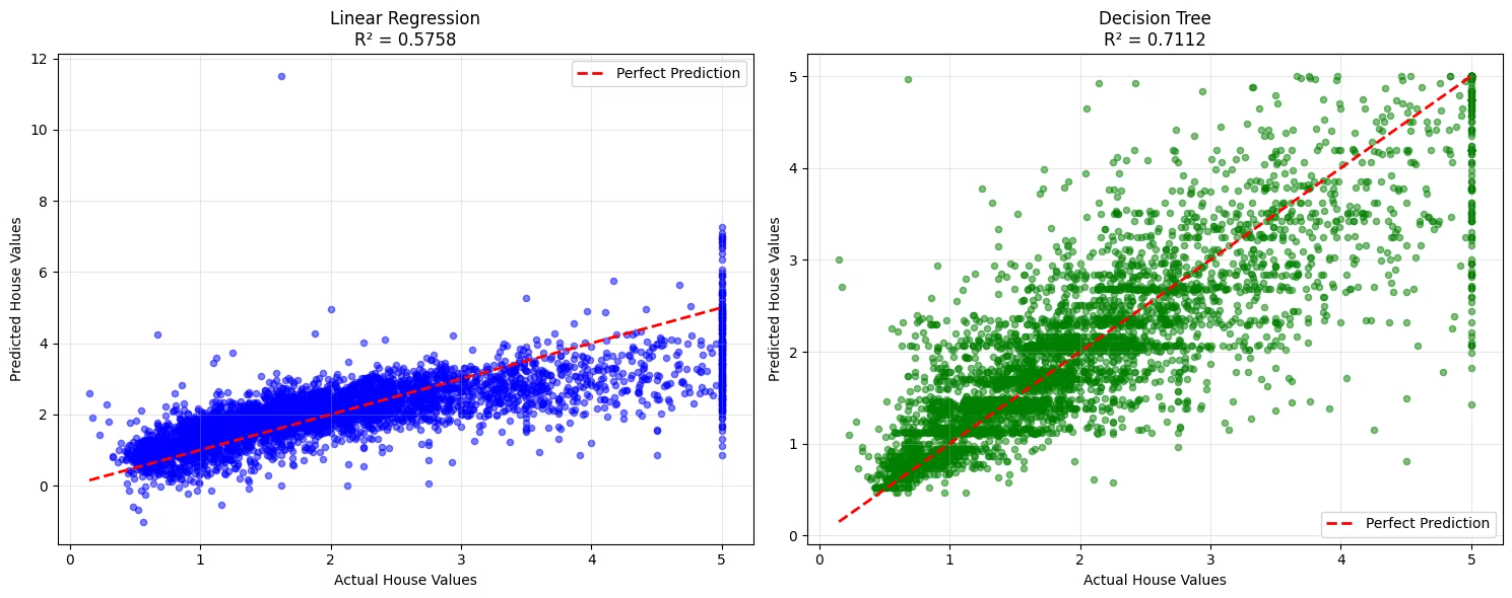 Linear Regression
R² = 0.5758
12
10
8
6
4
2
0
Predicted House Values
Perfect Prediction
0 1 2 3 4 5
Actual House Values
Decision Tree
R² = 0.7112
5
4
3
2
1
0
Predicted House Values
Perfect Prediction
0 1 2 3 4 5
Actual House Values